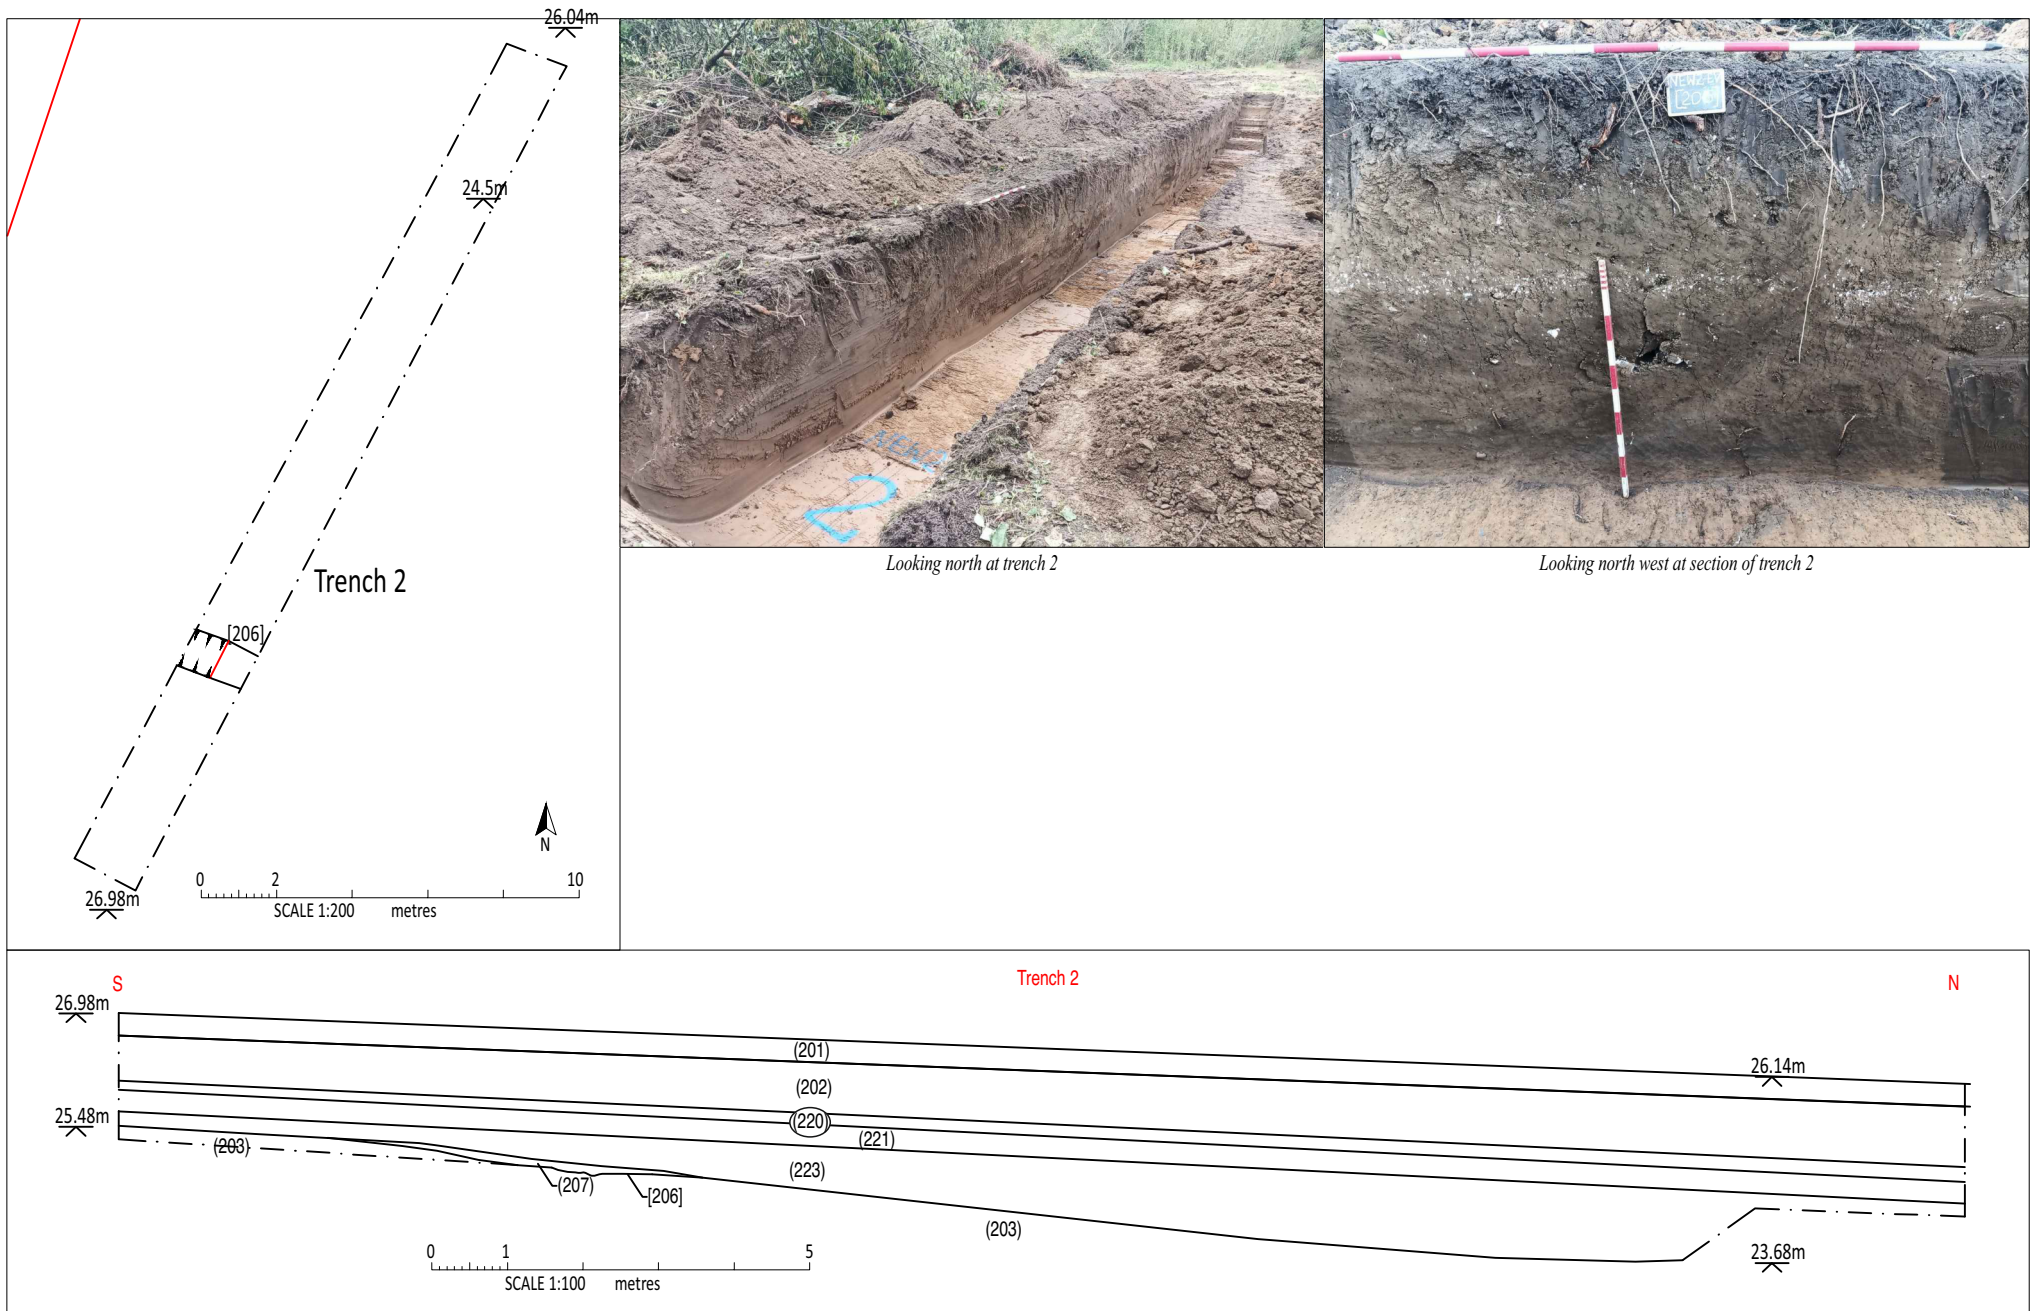 26.04m
24.5m
Trench 2
[206]
N
0 2 10
SCALE 1:200 metres
26.98m
NEW2
2
Looking north at trench 2
Looking north west at section of trench 2
S
Trench 2
N
26.98m
(201)
26.14m
(202)
(220)
25.48m
(221)
(203)
(223)
(207)
[206]
(203)
0 1 5
23.68m
SCALE 1:100 metres